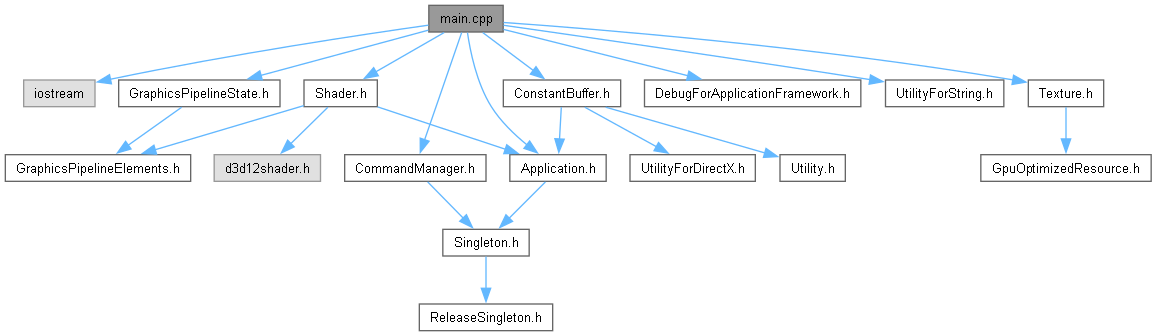 main.cpp
iostream
GraphicsPipelineState.h
Shader.h
ConstantBuffer.h
DebugForApplicationFramework.h
UtilityForString.h
Texture.h
GraphicsPipelineElements.h
d3d12shader.h
CommandManager.h
Application.h
UtilityForDirectX.h
Utility.h
GpuOptimizedResource.h
Singleton.h
ReleaseSingleton.h